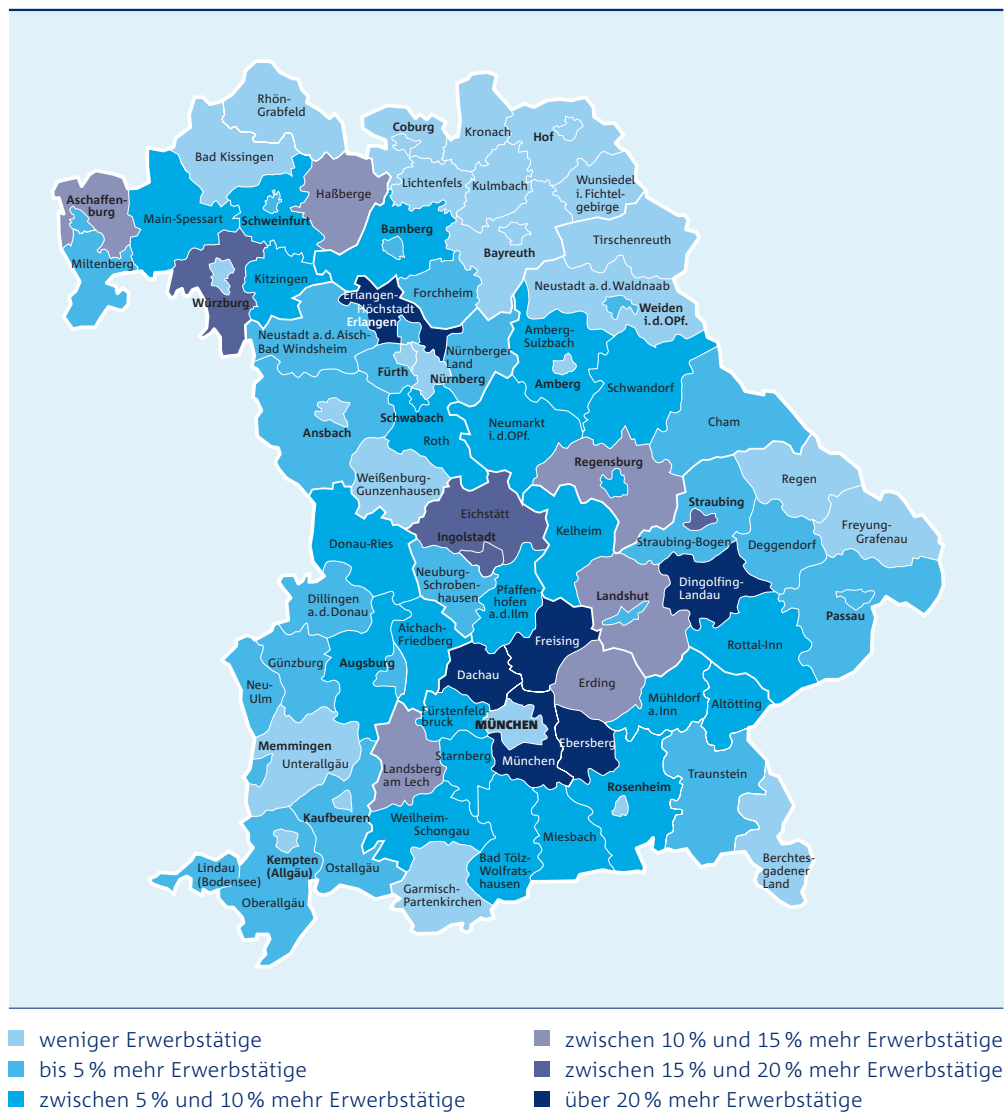 Rhön-
Grabfeld
Coburg
Kronach
Hof
Bad Kissingen
Lichtenfels
Kulmbach
Wunsiedel
i. Fichtel-
gebirge
Haßberge
Aschaffen-
burg
Main-Spessart
Schweinfurt
Bamberg
Bayreuth
Tirschenreuth
Miltenberg
Würzburg
Kitzingen
Forchheim
Neustadt a. d. Waldnaab
Weiden
i. d. OPf.
Erlangen-
Höchstadt
Erlangen
Neustadt a. d. Aisch-
Bad Windsheim
Nürnberger
Land
Amberg-
Sulzbach
Fürth
Nürnberg
Amberg
Schwandorf
Ansbach
Schwabach
Roth
Neumarkt
i. d. OPf.
Cham
Weißenburg-
Gunzenhausen
Regensburg
Regen
Eichstätt
Ingolstadt
Straubing
Freyung-
Grafenau
Donau-Ries
Kelheim
Straubing-Bogen
Deggendorf
Neuburg-
Schroben-
hausen
Pfaffen-
hofen
a. d. Ilm
Landshut
Dingolfing-
Landau
Passau
Dillingen
a. d. Donau
Aichach-
Friedberg
Freising
Rottal-Inn
Günzburg
Augsburg
Dachau
Erding
Neu-
Ulm
Mühldorf
a. Inn
Altötting
Fürstenfeld-
bruck
MÜNCHEN
Ebersberg
Memmingen
Unterallgäu
Landsberg
am Lech
Starnberg
München
Traunstein
Rosenheim
Kaufbeuren
Weilheim-
Schongau
Miesbach
Kempten
(Allgäu)
Lindau
(Bodensee)
Ostallgäu
Bad Tölz-
Wolfrats-
hausen
Berchtes-
gadener
Land
Oberallgäu
Garmisch-
Partenkirchen
weniger Erwerbstätige
bis 5 % mehr Erwerbstätige
zwischen 5 % und 10 % mehr Erwerbstätige
zwischen 10 % und 15 % mehr Erwerbstätige
zwischen 15 % und 20 % mehr Erwerbstätige
über 20 % mehr Erwerbstätige